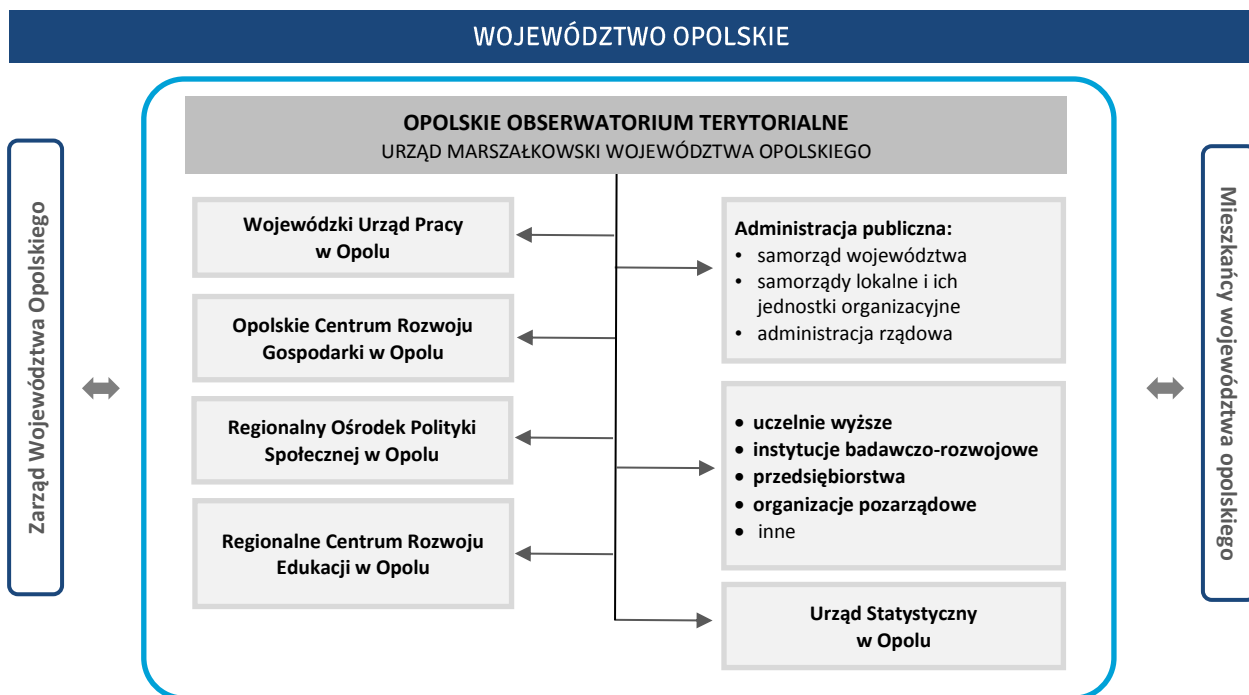 WOJEWÓDZTWO OPOLSKIE
OPOLSKIE OBSERWATORIUM TERYTORIALNE
URZĄD MARSZAŁKOWSKI WOJEWÓDZTWA OPOLSKIEGO
Zarząd Województwa Opolskiego
Wojewódzki Urząd Pracy
w Opolu
Opolskie Centrum Rozwoju
Gospodarki w Opolu
Regionalny Ośrodek Polityki
Społecznej w Opolu
Regionalne Centrum Rozwoju
Edukacji w Opolu
Administracja publiczna:
• samorząd województwa
• samorządy lokalne i ich
jednostki organizacyjne
• administracja rządowa
• uczelnie wyższe
• instytucje badawczo-rozwojowe
• przedsiębiorstwa
• organizacje pozarządowe
• inne
Urząd Statystyczny
w Opolu
Mieszkańcy województwa opolskiego